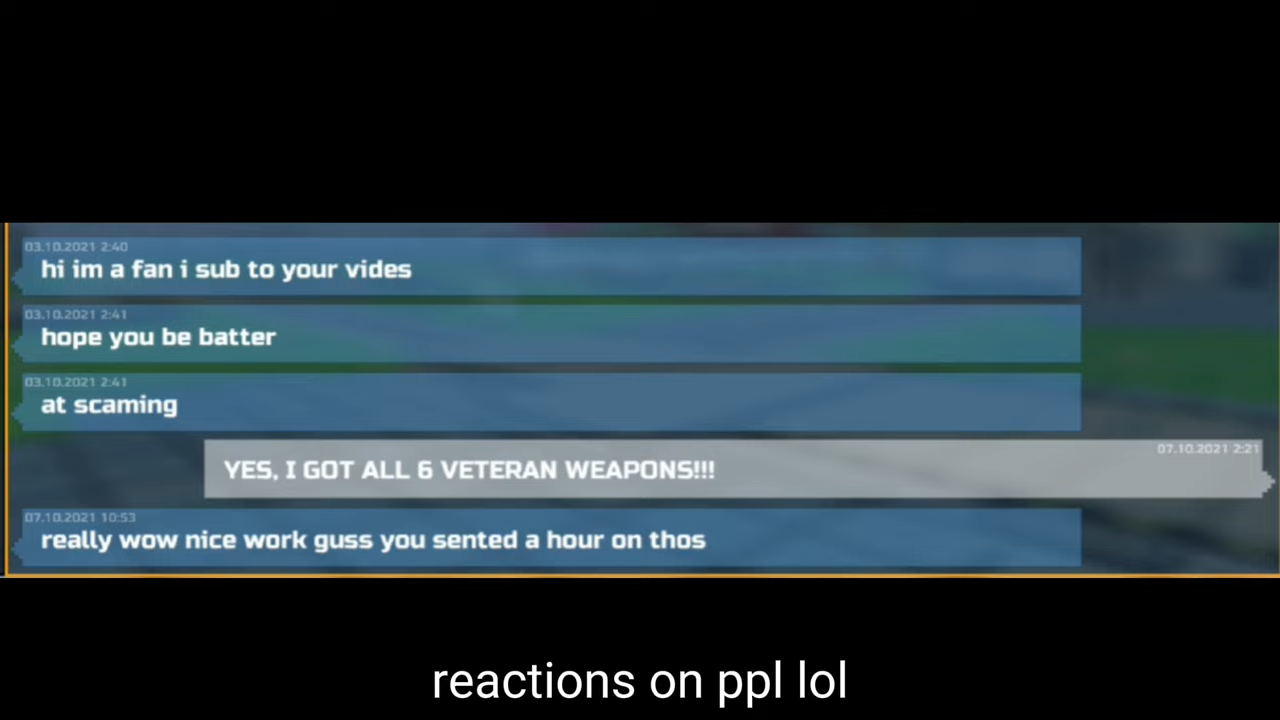 03.10.2021 2:40
hi im a fan i sub to your vides
03.10.2021 2:41
hope you be batter
03.10.2021 2:41
at scaming
07.10.2021 2:21
YES, I GOT ALL 6 VETERAN WEAPONS!!!
07.10.2021 10:53
really wow nice work guss you sented a hour on thos
reactions on ppl lol